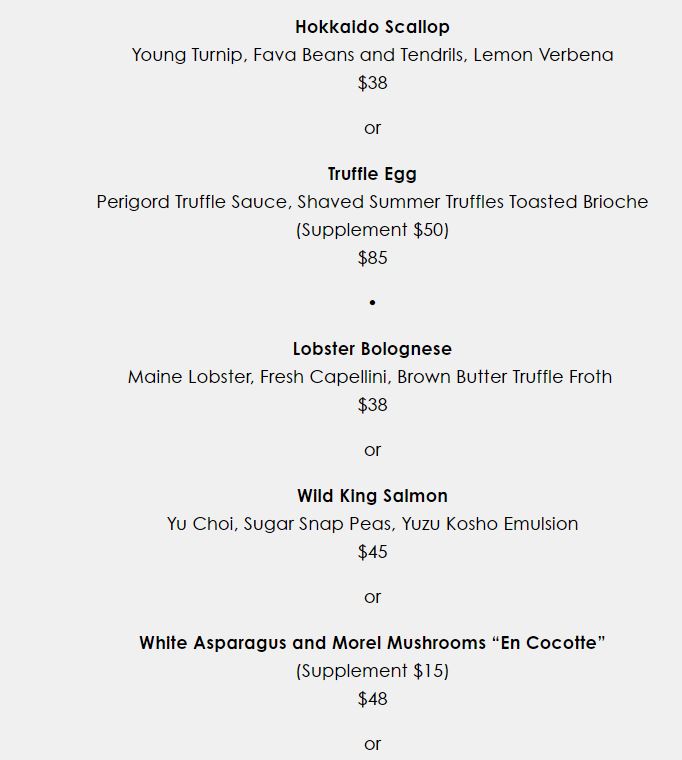 Hokkaido Scallop
Young Turnip, Fava Beans and Tendrils, Lemon Verbena
$38
or
Truffle Egg
Perigord Truffle Sauce, Shaved Summer Truffles Toasted Brioche
(Supplement $50)
$85
•
Lobster Bolognese
Maine Lobster, Fresh Capellini, Brown Butter Truffle Froth
$38
or
Wild King Salmon
Yu Choi, Sugar Snap Peas, Yuzu Kosho Emulsion
$45
or
White Asparagus and Morel Mushrooms “En Cocotte”
(Supplement $15)
$48
or